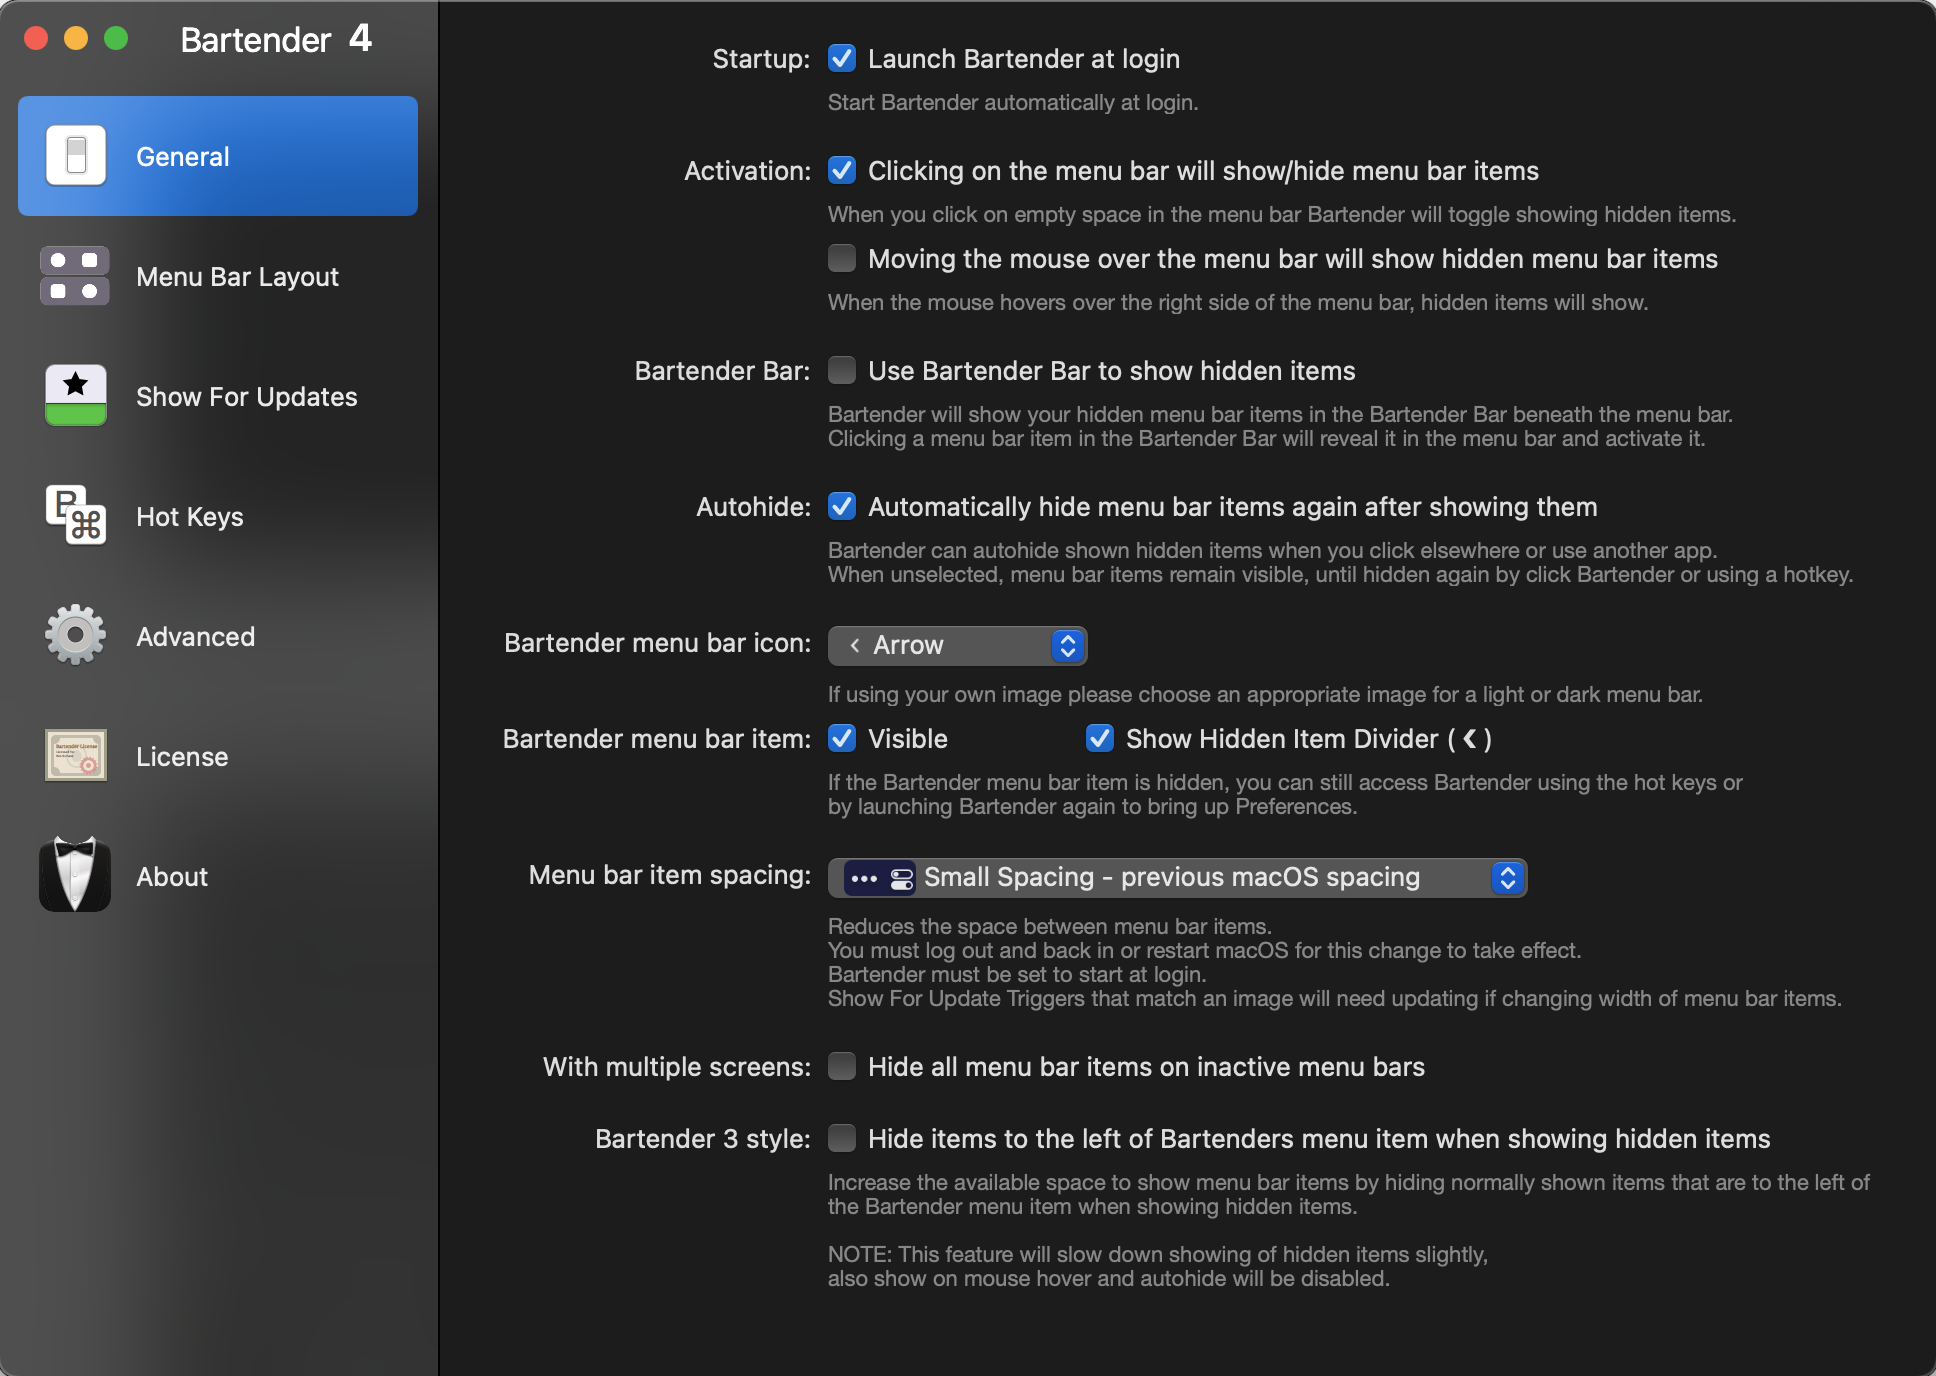 Bartender 4
General
Menu Bar Layout
Show For Updates
B
⌘
Hot Keys
Advanced
Bartender License
License
About
Startup: Launch Bartender at login
Start Bartender automatically at login.
Activation: Clicking on the menu bar will show/hide menu bar items
When you click on empty space in the menu bar Bartender will toggle showing hidden items.
Moving the mouse over the menu bar will show hidden menu bar items
When the mouse hovers over the right side of the menu bar, hidden items will show.
Bartender Bar: Use Bartender Bar to show hidden items
Bartender will show your hidden menu bar items in the Bartender Bar beneath the menu bar.
Clicking a menu bar item in the Bartender Bar will reveal it in the menu bar and activate it.
Autohide: Automatically hide menu bar items again after showing them
Bartender can autohide shown hidden items when you click elsewhere or use another app.
When unselected, menu bar items remain visible, until hidden again by click Bartender or using a hotkey.
Bartender menu bar icon: ‹ Arrow
If using your own image please choose an appropriate image for a light or dark menu bar.
Bartender menu bar item: Visible Show Hidden Item Divider ( ❮ )
If the Bartender menu bar item is hidden, you can still access Bartender using the hot keys or
by launching Bartender again to bring up Preferences.
Menu bar item spacing: Small Spacing - previous macOS spacing
Reduces the space between menu bar items.
You must log out and back in or restart macOS for this change to take effect.
Bartender must be set to start at login.
Show For Update Triggers that match an image will need updating if changing width of menu bar items.
With multiple screens: Hide all menu bar items on inactive menu bars
Bartender 3 style: Hide items to the left of Bartenders menu item when showing hidden items
Increase the available space to show menu bar items by hiding normally shown items that are to the left of
the Bartender menu item when showing hidden items.
NOTE: This feature will slow down showing of hidden items slightly,
also show on mouse hover and autohide will be disabled.